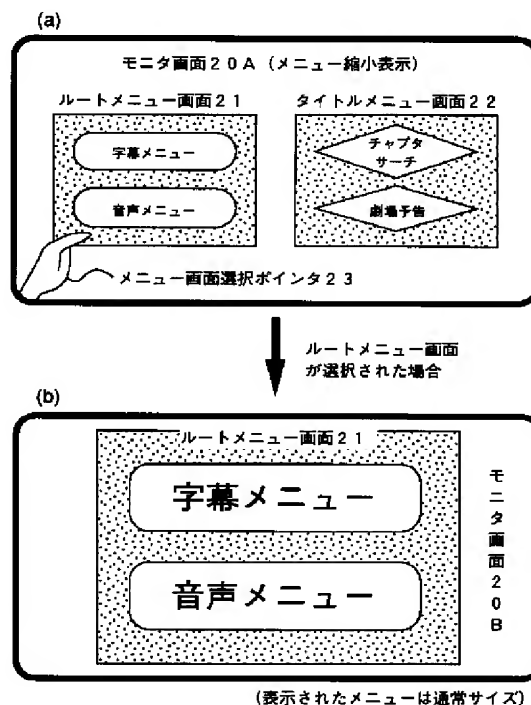 (a)
モニタ画面20A(メニュー縮小表示)
ルートメニュー画面21
タイトルメニュー画面22
字幕メニュー
音声メニュー
チャプタ
サーチ
劇場予告
メニュー画面選択ポインタ23
ルートメニュー画面
が選択された場合
(b)
ルートメニュー画面21
字幕メニュー
音声メニュー
モニタ画面20B
(表示されたメニューは通常サイズ)